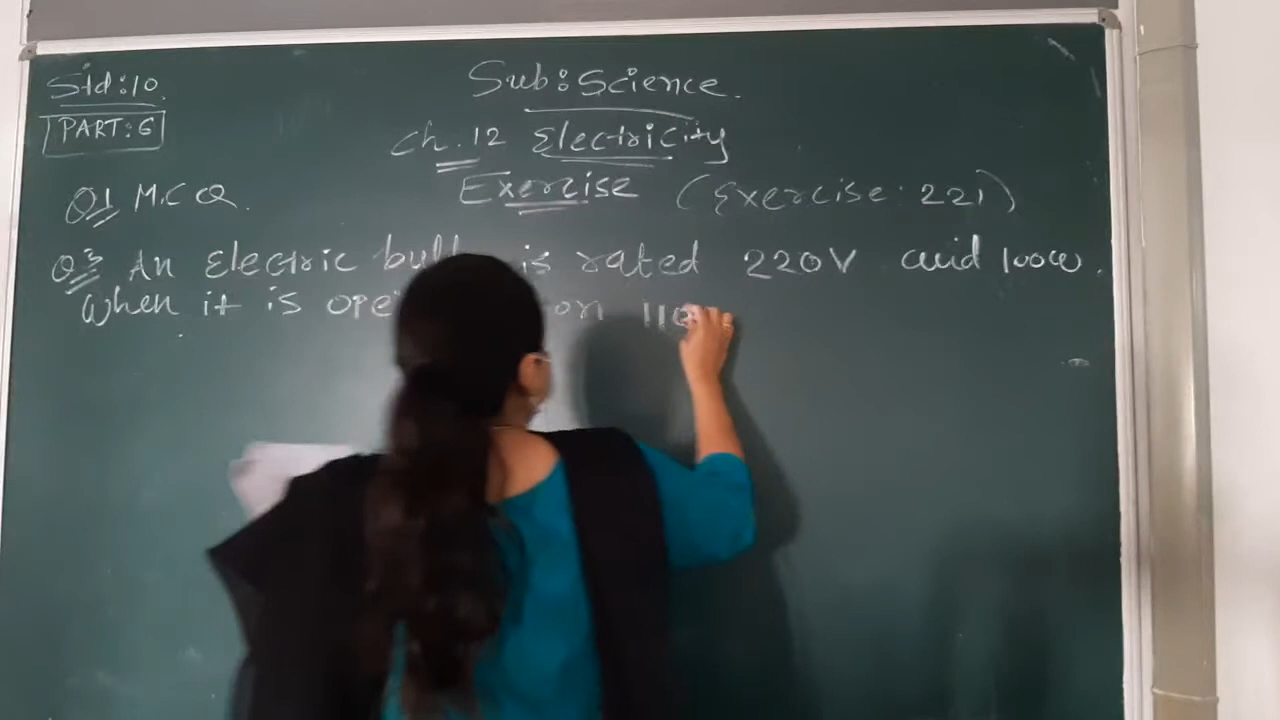 Std:10
Sub: Science.
PART:6
Ch.12 Electricity
Exercise (Exercise: 221)
Q1 M.C Q.
Q3 An Electric is rated 220V and 100w.
When it is on 110